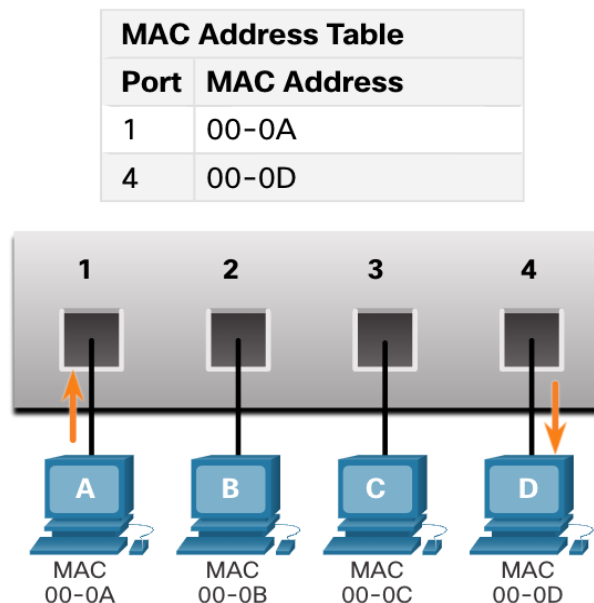 MAC Address Table
Port MAC Address
1 00-0A
4 00-0D
1 2 3 4
A B C D
MAC MAC MAC MAC
00-0A 00-0B 00-0C 00-0D